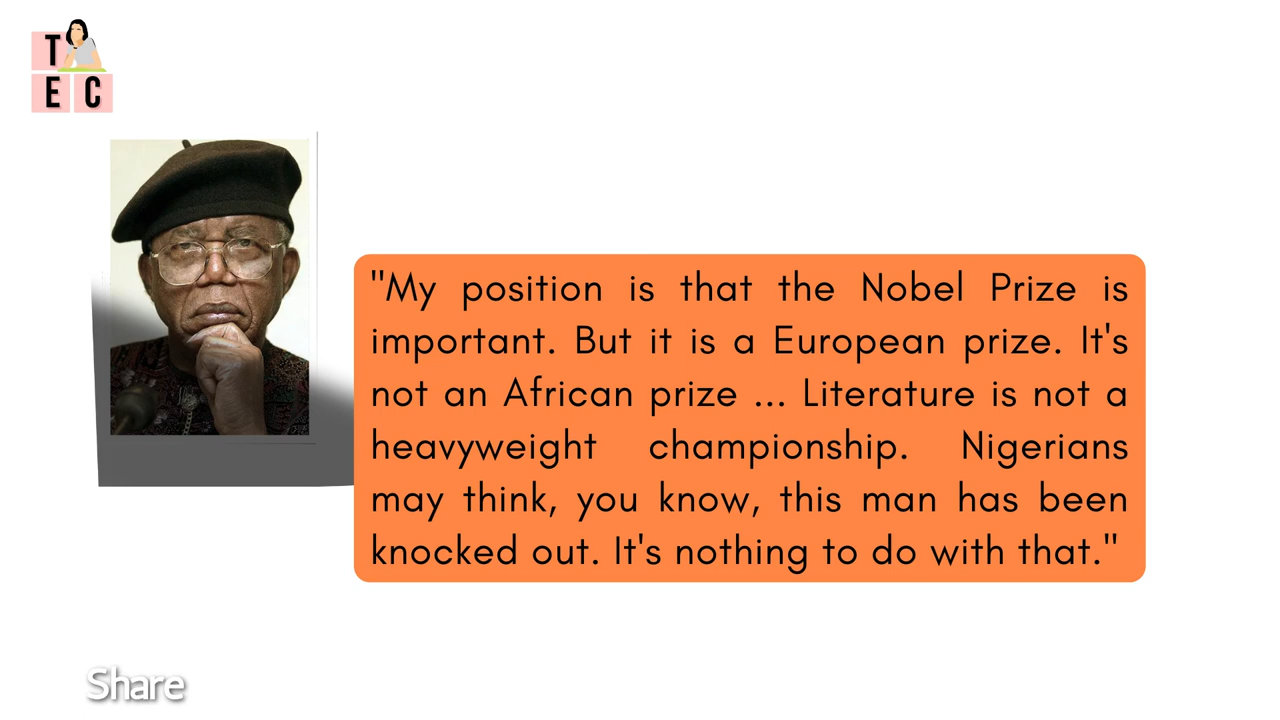 T
E C
"My position is that the Nobel Prize is
important. But it is a European prize. It's
not an African prize ... Literature is not a
heavyweight championship. Nigerians
may think, you know, this man has been
knocked out. It's nothing to do with that."
Share